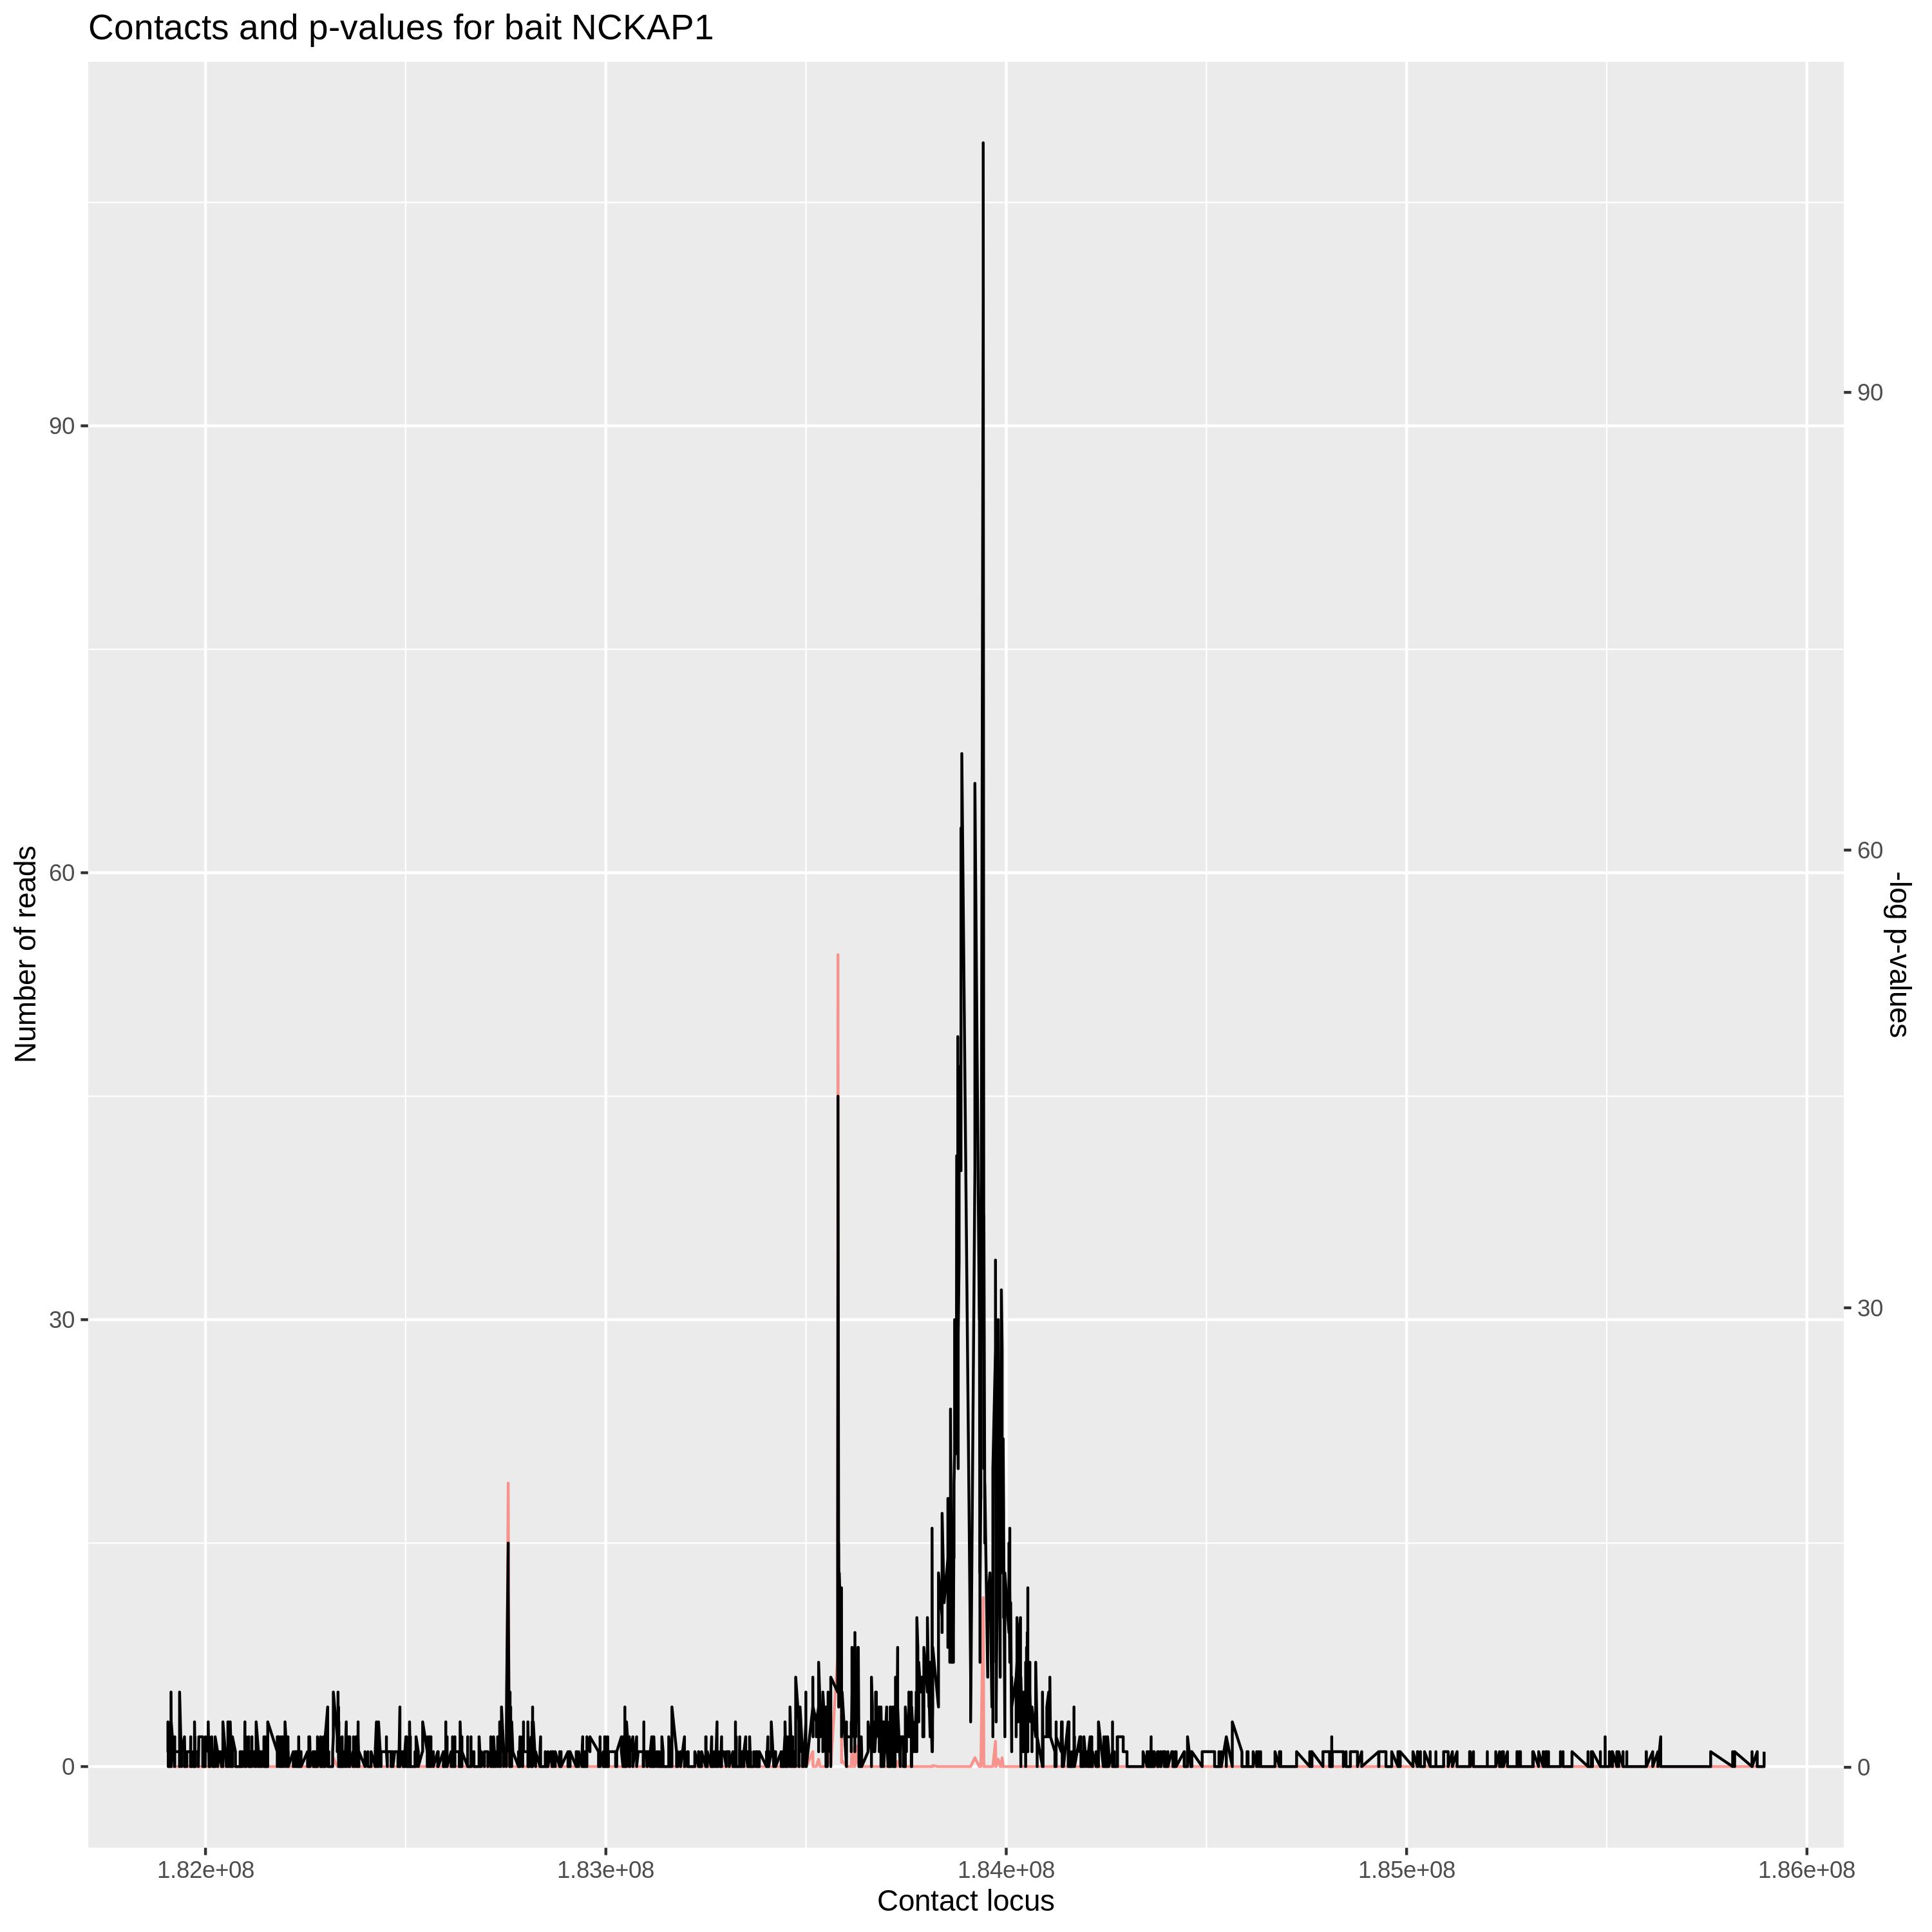 Contacts and p-values for bait NCKAP1
90
60
30
0
Number of reads
90
60
30
0
-log p-values
1.82e+08 1.83e+08 1.84e+08 1.85e+08 1.86e+08
Contact locus